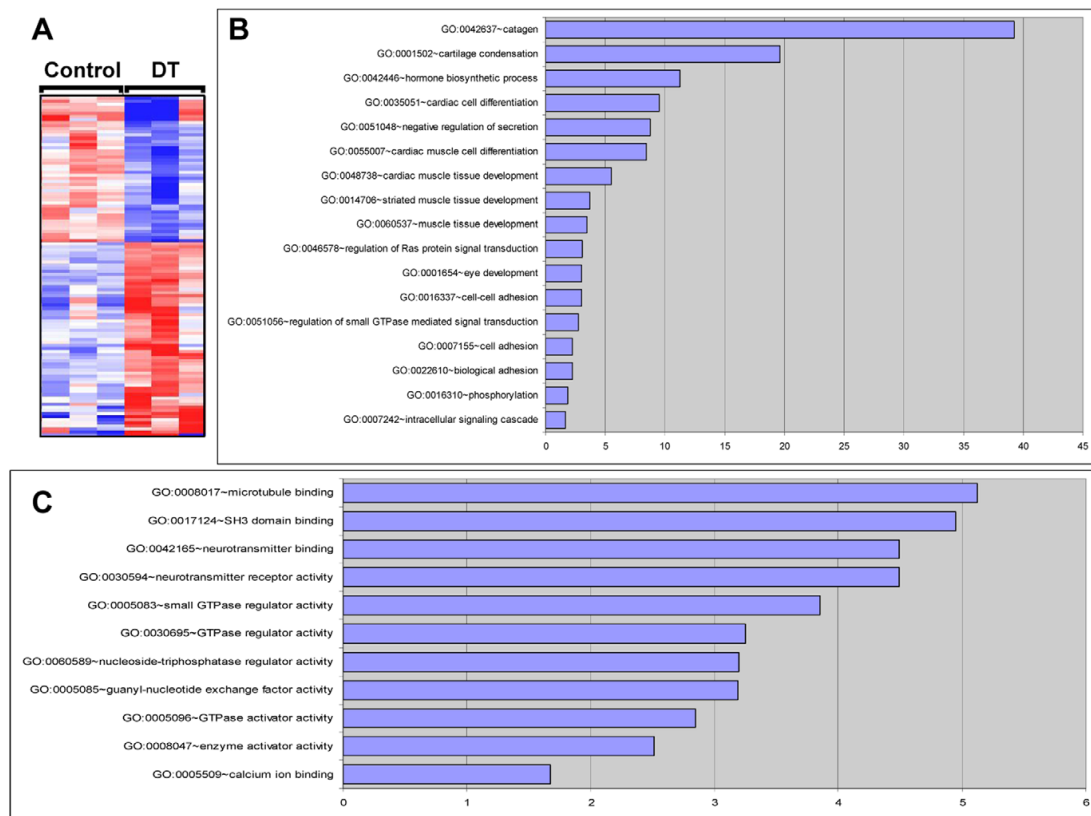 A
Control DT
B
GO:0042637~catagen
GO:0001502~cartilage condensation
GO:0042446~hormone biosynthetic process
GO:0035051~cardiac cell differentiation
GO:0051048~negative regulation of secretion
GO:0055007~cardiac muscle cell differentiation
GO:0048738~cardiac muscle tissue development
GO:0014706~striated muscle tissue development
GO:0060537~muscle tissue development
GO:0046578~regulation of Ras protein signal transduction
GO:0001654~eye development
GO:0016337~cell-cell adhesion
GO:0051056~regulation of small GTPase mediated signal transduction
GO:0007155~cell adhesion
GO:0022610~biological adhesion
GO:0016310~phosphorylation
GO:0007242~intracellular signaling cascade
0 5 10 15 20 25 30 35 40 45
C
GO:0008017~microtubule binding
GO:0017124~SH3 domain binding
GO:0042165~neurotransmitter binding
GO:0030594~neurotransmitter receptor activity
GO:0005083~small GTPase regulator activity
GO:0030695~GTPase regulator activity
GO:0060589~nucleoside-triphosphatase regulator activity
GO:0005085~guanyl-nucleotide exchange factor activity
GO:0005096~GTPase activator activity
GO:0008047~enzyme activator activity
GO:0005509~calcium ion binding
0 1 2 3 4 5 6